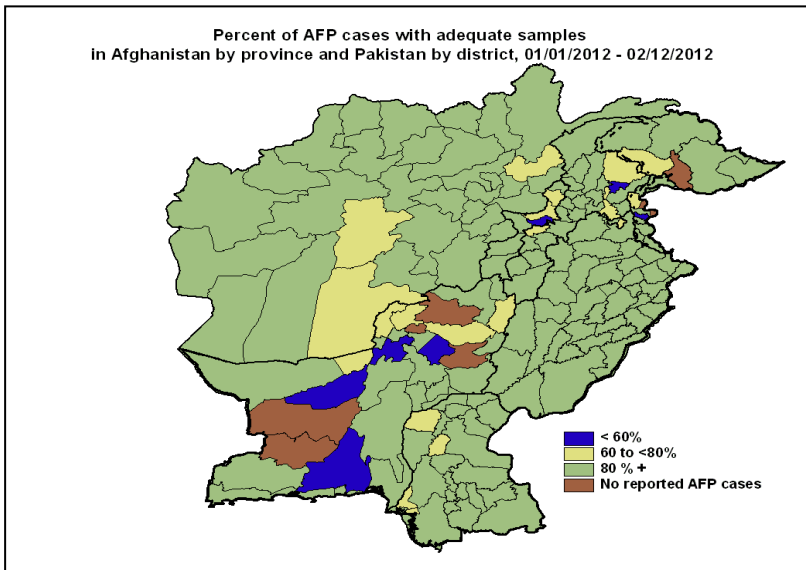 Percent of AFP cases with adequate samples
in Afghanistan by province and Pakistan by district, 01/01/2012 - 02/12/2012
< 60%
60 to <80%
80 % +
No reported AFP cases